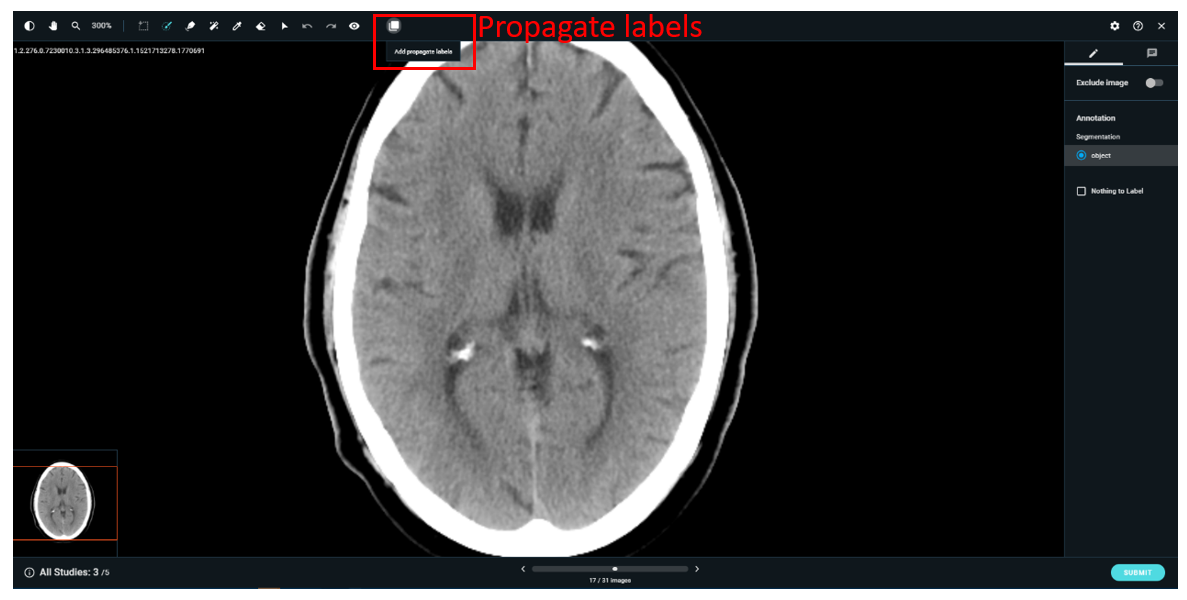 300%
Propagate labels
Add propagate labels
1.2.276.0.7230010.3.1.3.296485376.1.1521713278.1770691
Exclude image
Annotation
Segmentation
object
Nothing to Label
All Studies: 3 /5
17 / 31 images
SUBMIT